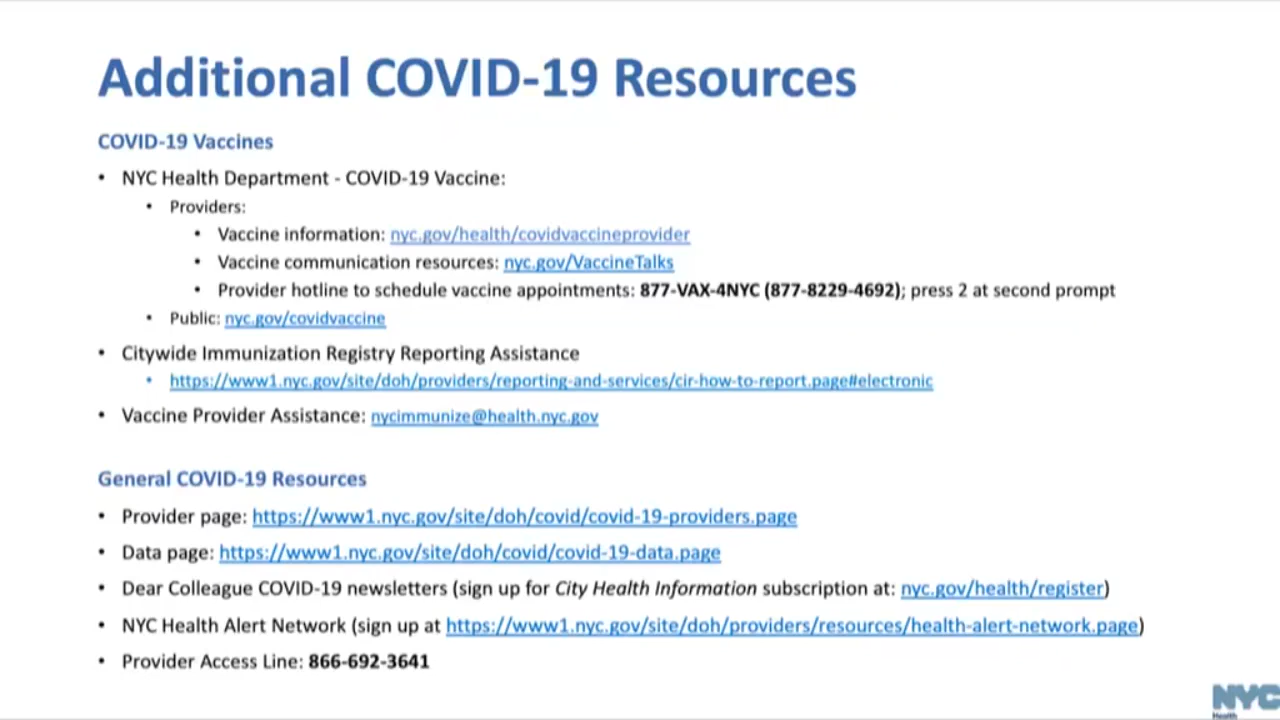 Additional COVID-19 Resources
COVID-19 Vaccines
• NYC Health Department - COVID-19 Vaccine:
• Providers:
• Vaccine information: nyc.gov/health/covidvaccineprovider
• Vaccine communication resources: nyc.gov/VaccineTalks
• Provider hotline to schedule vaccine appointments: 877-VAX-4NYC (877-8229-4692); press 2 at second prompt
• Public: nyc.gov/covidvaccine
• Citywide Immunization Registry Reporting Assistance
• https://www1.nyc.gov/site/doh/providers/reporting-and-services/cir-how-to-report.page#electronic
• Vaccine Provider Assistance: nycimmunize@health.nyc.gov
General COVID-19 Resources
• Provider page: https://www1.nyc.gov/site/doh/covid/covid-19-providers.page
• Data page: https://www1.nyc.gov/site/doh/covid/covid-19-data.page
• Dear Colleague COVID-19 newsletters (sign up for City Health Information subscription at: nyc.gov/health/register)
• NYC Health Alert Network (sign up at https://www1.nyc.gov/site/doh/providers/resources/health-alert-network.page)
• Provider Access Line: 866-692-3641
NYC
Health